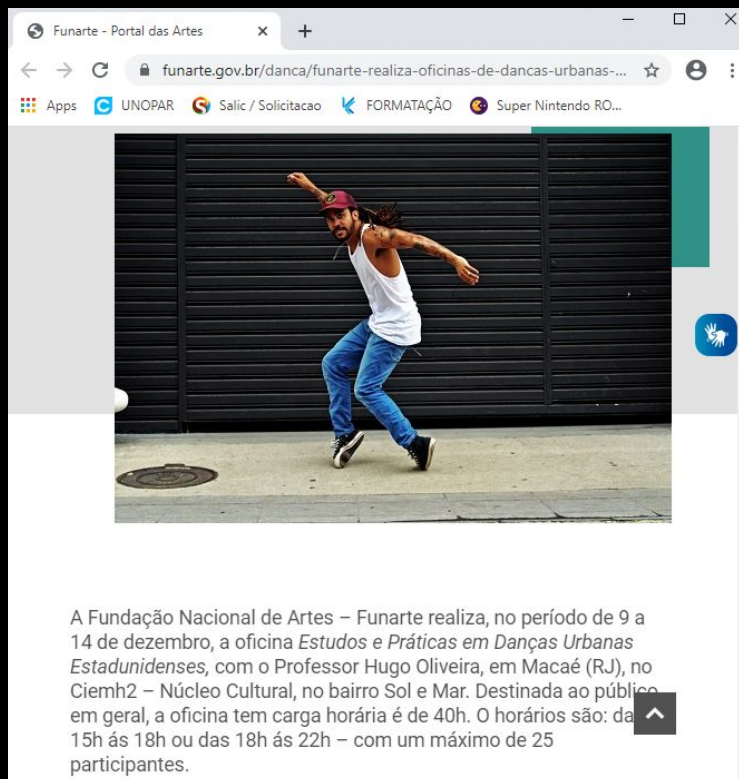 Funarte - Portal das Artes
funarte.gov.br/danca/funarte-realiza-oficinas-de-dancas-urbanas-...
Apps UNOPAR Salic / Solicitacao FORMATAÇÃO Super Nintendo RO...
A Fundação Nacional de Artes – Funarte realiza, no período de 9 a
14 de dezembro, a oficina Estudos e Práticas em Danças Urbanas
Estadunidenses, com o Professor Hugo Oliveira, em Macaé (RJ), no
Ciemh2 – Núcleo Cultural, no bairro Sol e Mar. Destinada ao público
em geral, a oficina tem carga horária é de 40h. O horários são:
15h ás 18h ou das 18h ás 22h – com um máximo de 25
participantes.